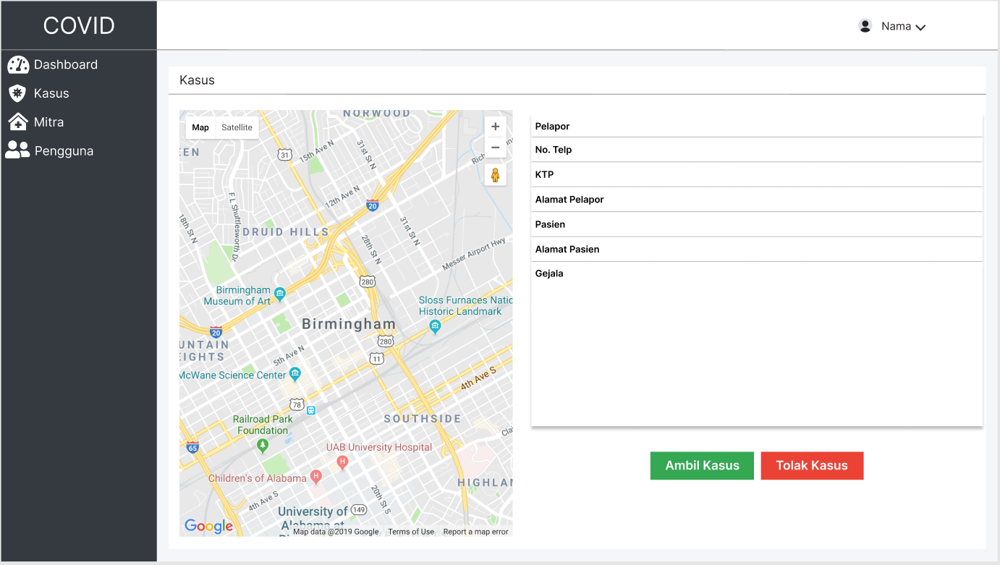 COVID
Nama
Dashboard
Kasus
Mitra
Pengguna
Kasus
Map
Satellite
NORWOOD
EEN
31
15th Ave N
31st St N
12th Ave N
20
F L Shuttlesworth Dr
18th St N
DRUID HILLS
28th St N
31st St N
Messer Airport Hwy
280
Birmingham
Museum of Art
Sloss Furnaces Natio
Historic Landmark
Birmingham
20
280
UNTAIN
EIGHTS
11
5th Ave N
McWane Science Center
4th Ave S
78
SOUTHSIDE
Railroad Park
Foundation
65
UAB University Hospital
H
Children's of Alabama
H
HIGHLAN
4th Ave S
20th St S
University of
149
Alabama at
Google
Map data @2019 Google
Terms of Use
Report a map error
Pelapor
No. Telp
KTP
Alamat Pelapor
Pasien
Alamat Pasien
Gejala
Ambil Kasus
Tolak Kasus